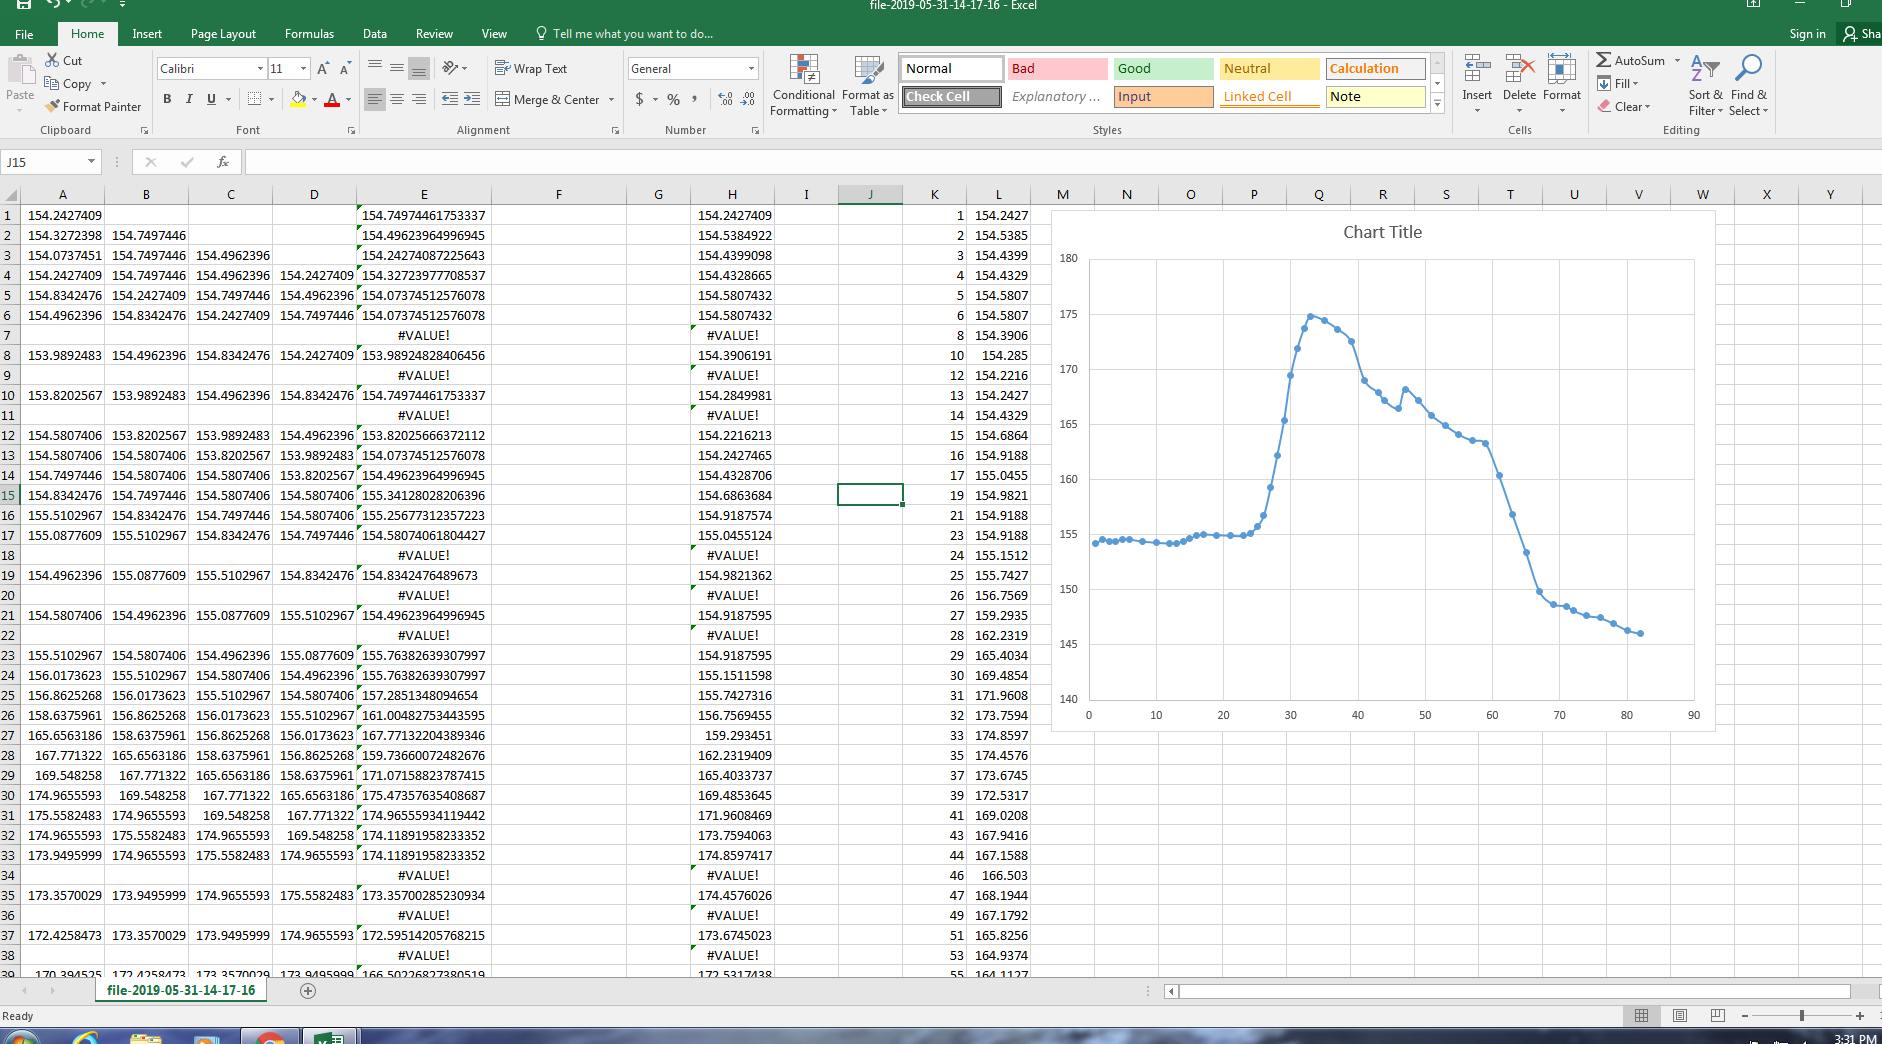 file-2019-05-31-14-17-16 - Excel
File Home Insert Page Layout Formulas Data Review View Tell me what you want to do... Sign in Sha
Cut
Copy
Format Painter
Paste
Calibri 11
B I U
Wrap Text
Merge & Center
General
$ % ,
Conditional Formatting
Format as Table
Normal Bad Good Neutral Calculation
Check Cell Explanatory ... Input Linked Cell Note
Insert Delete Format
AutoSum
Fill
Clear
Sort & Filter
Find & Select
Clipboard Font Alignment Number Styles Cells Editing
J15 fx
A B C D E F G H I J K L M N O P Q R S T U V W X Y
1 154.2427409 154.74974461753337 154.2427409 1 154.2427
2 154.3272398 154.7497446 154.49623964996945 154.5384922 2 154.5385
3 154.0737451 154.7497446 154.4962396 154.24274087225643 154.4399098 3 154.4399
4 154.2427409 154.7497446 154.4962396 154.2427409 154.32723977708537 154.4328665 4 154.4329
5 154.8342476 154.2427409 154.7497446 154.4962396 154.07374512576078 154.5807432 5 154.5807
6 154.4962396 154.8342476 154.2427409 154.7497446 154.07374512576078 154.5807432 6 154.5807
7 #VALUE! #VALUE! 8 154.3906
8 153.9892483 154.4962396 154.8342476 154.2427409 153.98924828406456 154.3906191 10 154.285
9 #VALUE! #VALUE! 12 154.2216
10 153.8202567 153.9892483 154.4962396 154.8342476 154.74974461753337 154.2849981 13 154.2427
11 #VALUE! #VALUE! 14 154.4329
12 154.5807406 153.8202567 153.9892483 154.4962396 153.82025666372112 154.2216213 15 154.6864
13 154.5807406 154.5807406 153.8202567 153.9892483 154.07374512576078 154.2427465 16 154.9188
14 154.7497446 154.5807406 154.5807406 153.8202567 154.49623964996945 154.4328706 17 155.0455
15 154.8342476 154.7497446 154.5807406 154.5807406 155.34128028206396 154.6863684 19 154.9821
16 155.5102967 154.8342476 154.7497446 154.5807406 155.25677312357223 154.9187574 21 154.9188
17 155.0877609 155.5102967 154.8342476 154.7497446 154.58074061804427 155.0455124 23 154.9188
18 #VALUE! #VALUE! 24 155.1512
19 154.4962396 155.0877609 155.5102967 154.8342476 154.8342476489673 154.9821362 25 155.7427
20 #VALUE! #VALUE! 26 156.7569
21 154.5807406 154.4962396 155.0877609 155.5102967 154.49623964996945 154.9187595 27 159.2935
22 #VALUE! #VALUE! 28 162.2319
23 155.5102967 154.5807406 154.4962396 155.0877609 155.76382639307997 154.9187595 29 165.4034
24 156.0173623 155.5102967 154.5807406 154.4962396 155.76382639307997 155.1511598 30 169.4854
25 156.8625268 156.0173623 155.5102967 154.5807406 157.2851348094654 155.7427316 31 171.9608
26 158.6375961 156.8625268 156.0173623 155.5102967 161.00482753443595 156.7569455 32 173.7594
27 165.6563186 158.6375961 156.8625268 156.0173623 167.77132204389346 159.293451 33 174.8597
28 167.771322 165.6563186 158.6375961 156.8625268 159.73660072482676 162.2319409 35 174.4576
29 169.548258 167.771322 165.6563186 158.6375961 171.07158823787415 165.4033737 37 173.6745
30 174.9655593 169.548258 167.771322 165.6563186 175.47357635408687 169.4853645 39 172.5317
31 175.5582483 174.9655593 169.548258 167.771322 174.96555934119442 171.9608469 41 169.0208
32 174.9655593 175.5582483 174.9655593 169.548258 174.11891958233352 173.7594063 43 167.9416
33 173.9495999 174.9655593 175.5582483 174.9655593 174.11891958233352 174.8597417 44 167.1588
34 #VALUE! #VALUE! 46 166.503
35 173.3570029 173.9495999 174.9655593 175.5582483 173.35700285230934 174.4576026 47 168.1944
36 #VALUE! #VALUE! 49 167.1792
37 172.4258473 173.3570029 173.9495999 174.9655593 172.59514205768215 173.6745023 51 165.8256
38 #VALUE! #VALUE! 53 164.9374
39 170.394525 172.4258473 173.3570029 173.9495999 166.50226827380519 172.5317438 55 164.1127
Chart Title
180
175
170
165
160
155
150
145
140
0 10 20 30 40 50 60 70 80 90
file-2019-05-31-14-17-16
Ready
3:31 PM